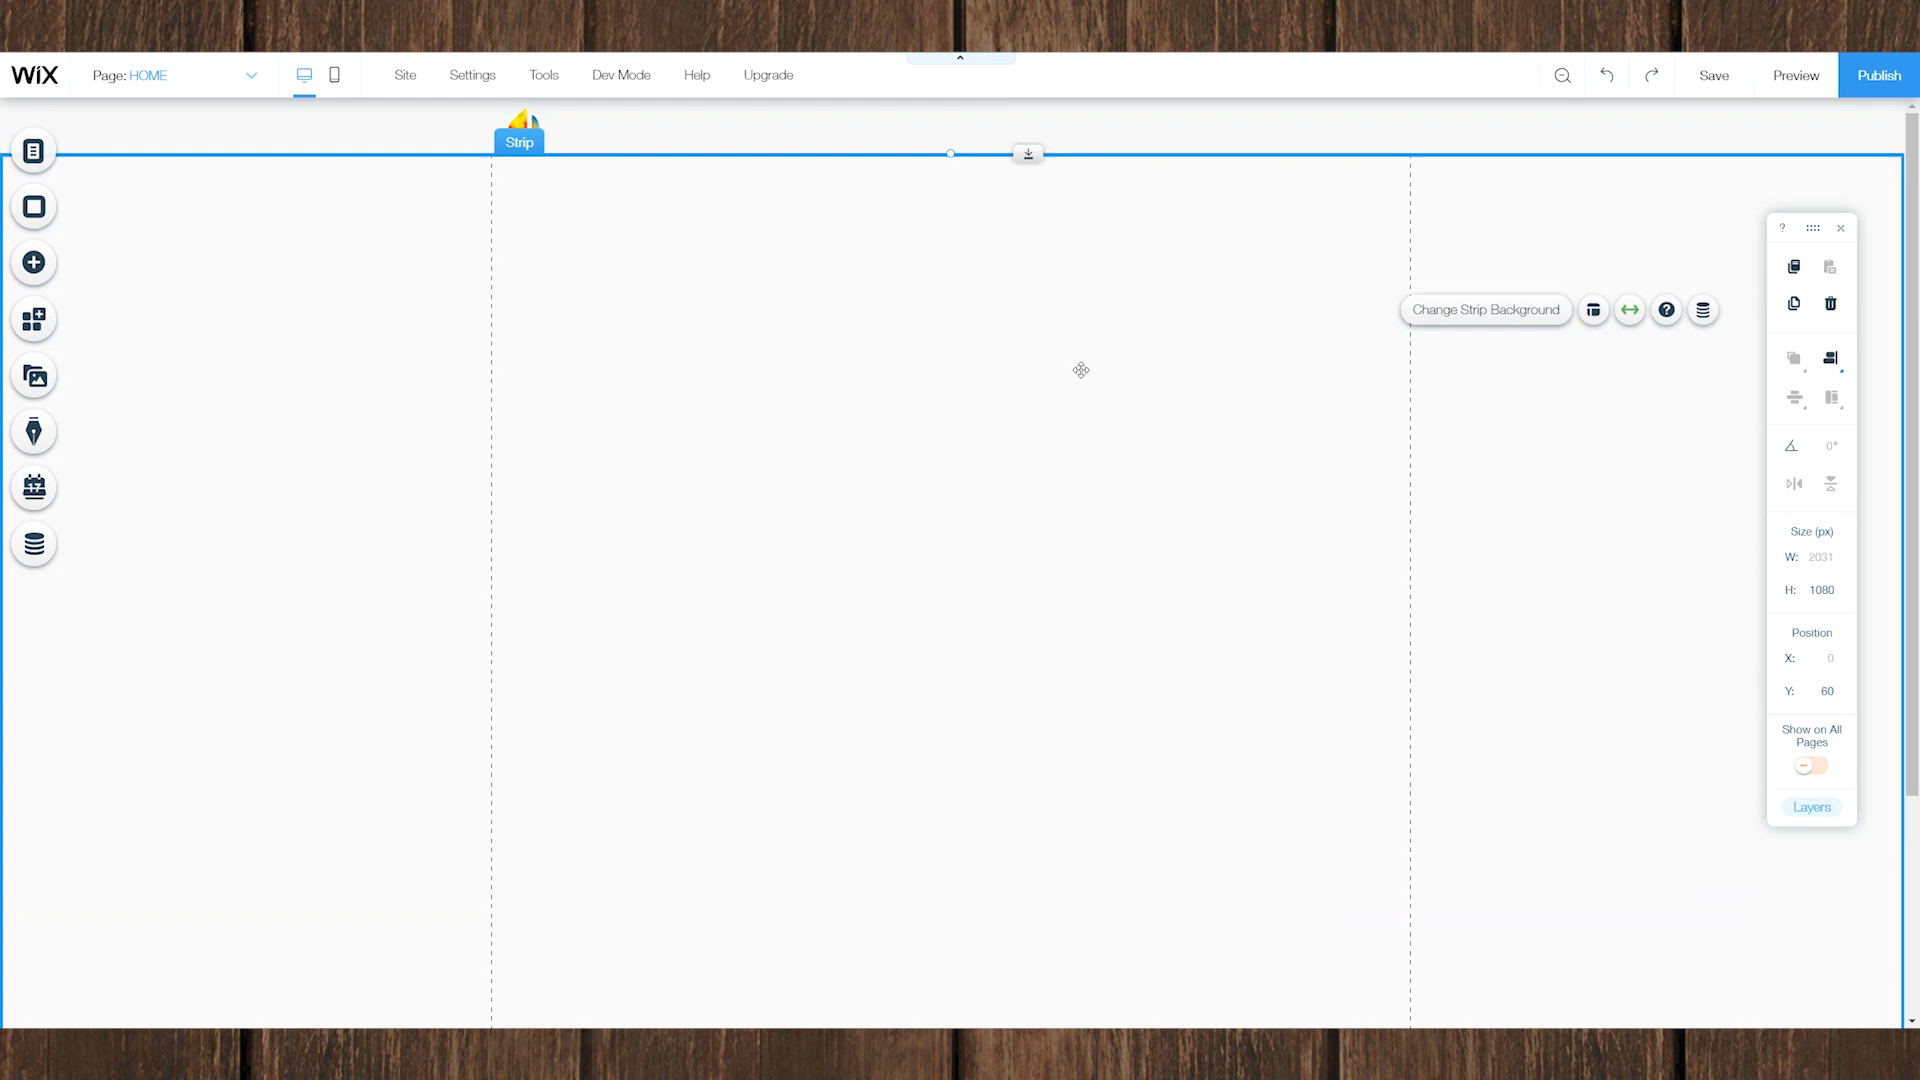 WiX
Page: HOME
Site
Settings
Tools
Dev Mode
Help
Upgrade
Save
Preview
Publish
Strip
?
Change Strip Background
?
17
0°
Size (px)
W: 2031
H: 1080
Position
X: 0
Y: 60
Show on All
Pages
Layers